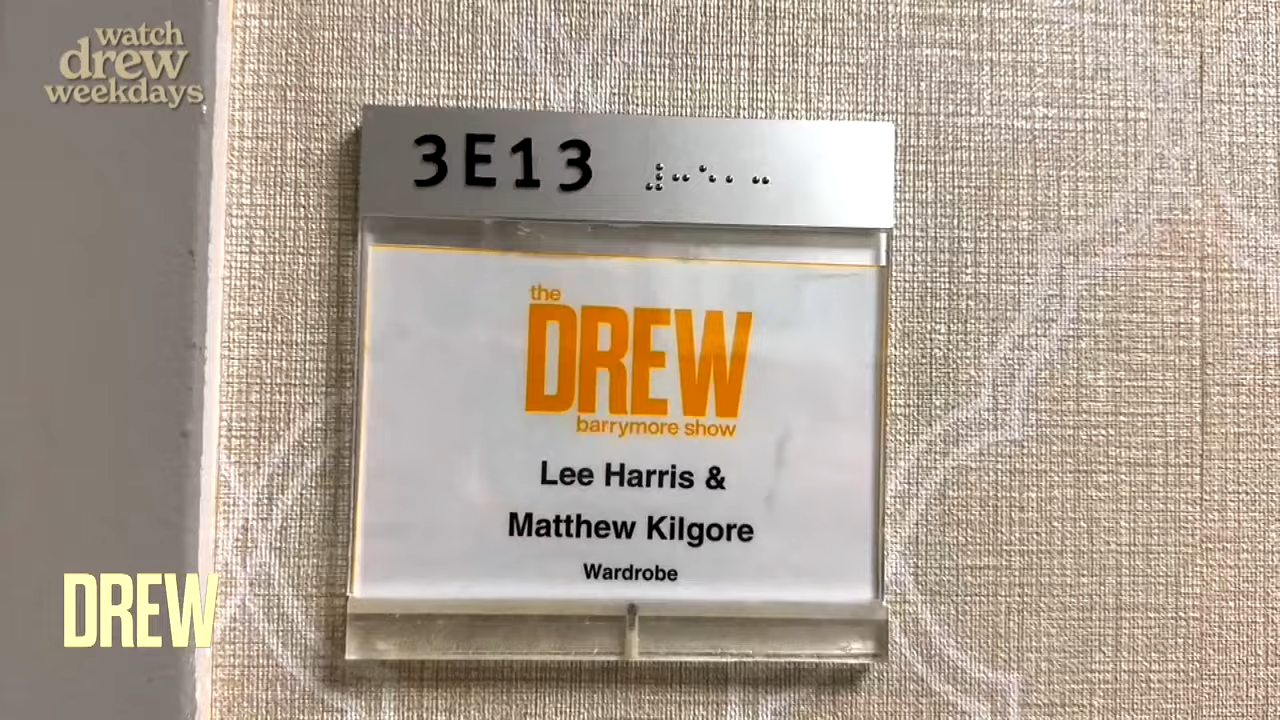 watch
drew
weekdays
3E13
the
DREW
barrymore show
Lee Harris &
Matthew Kilgore
Wardrobe
DREW